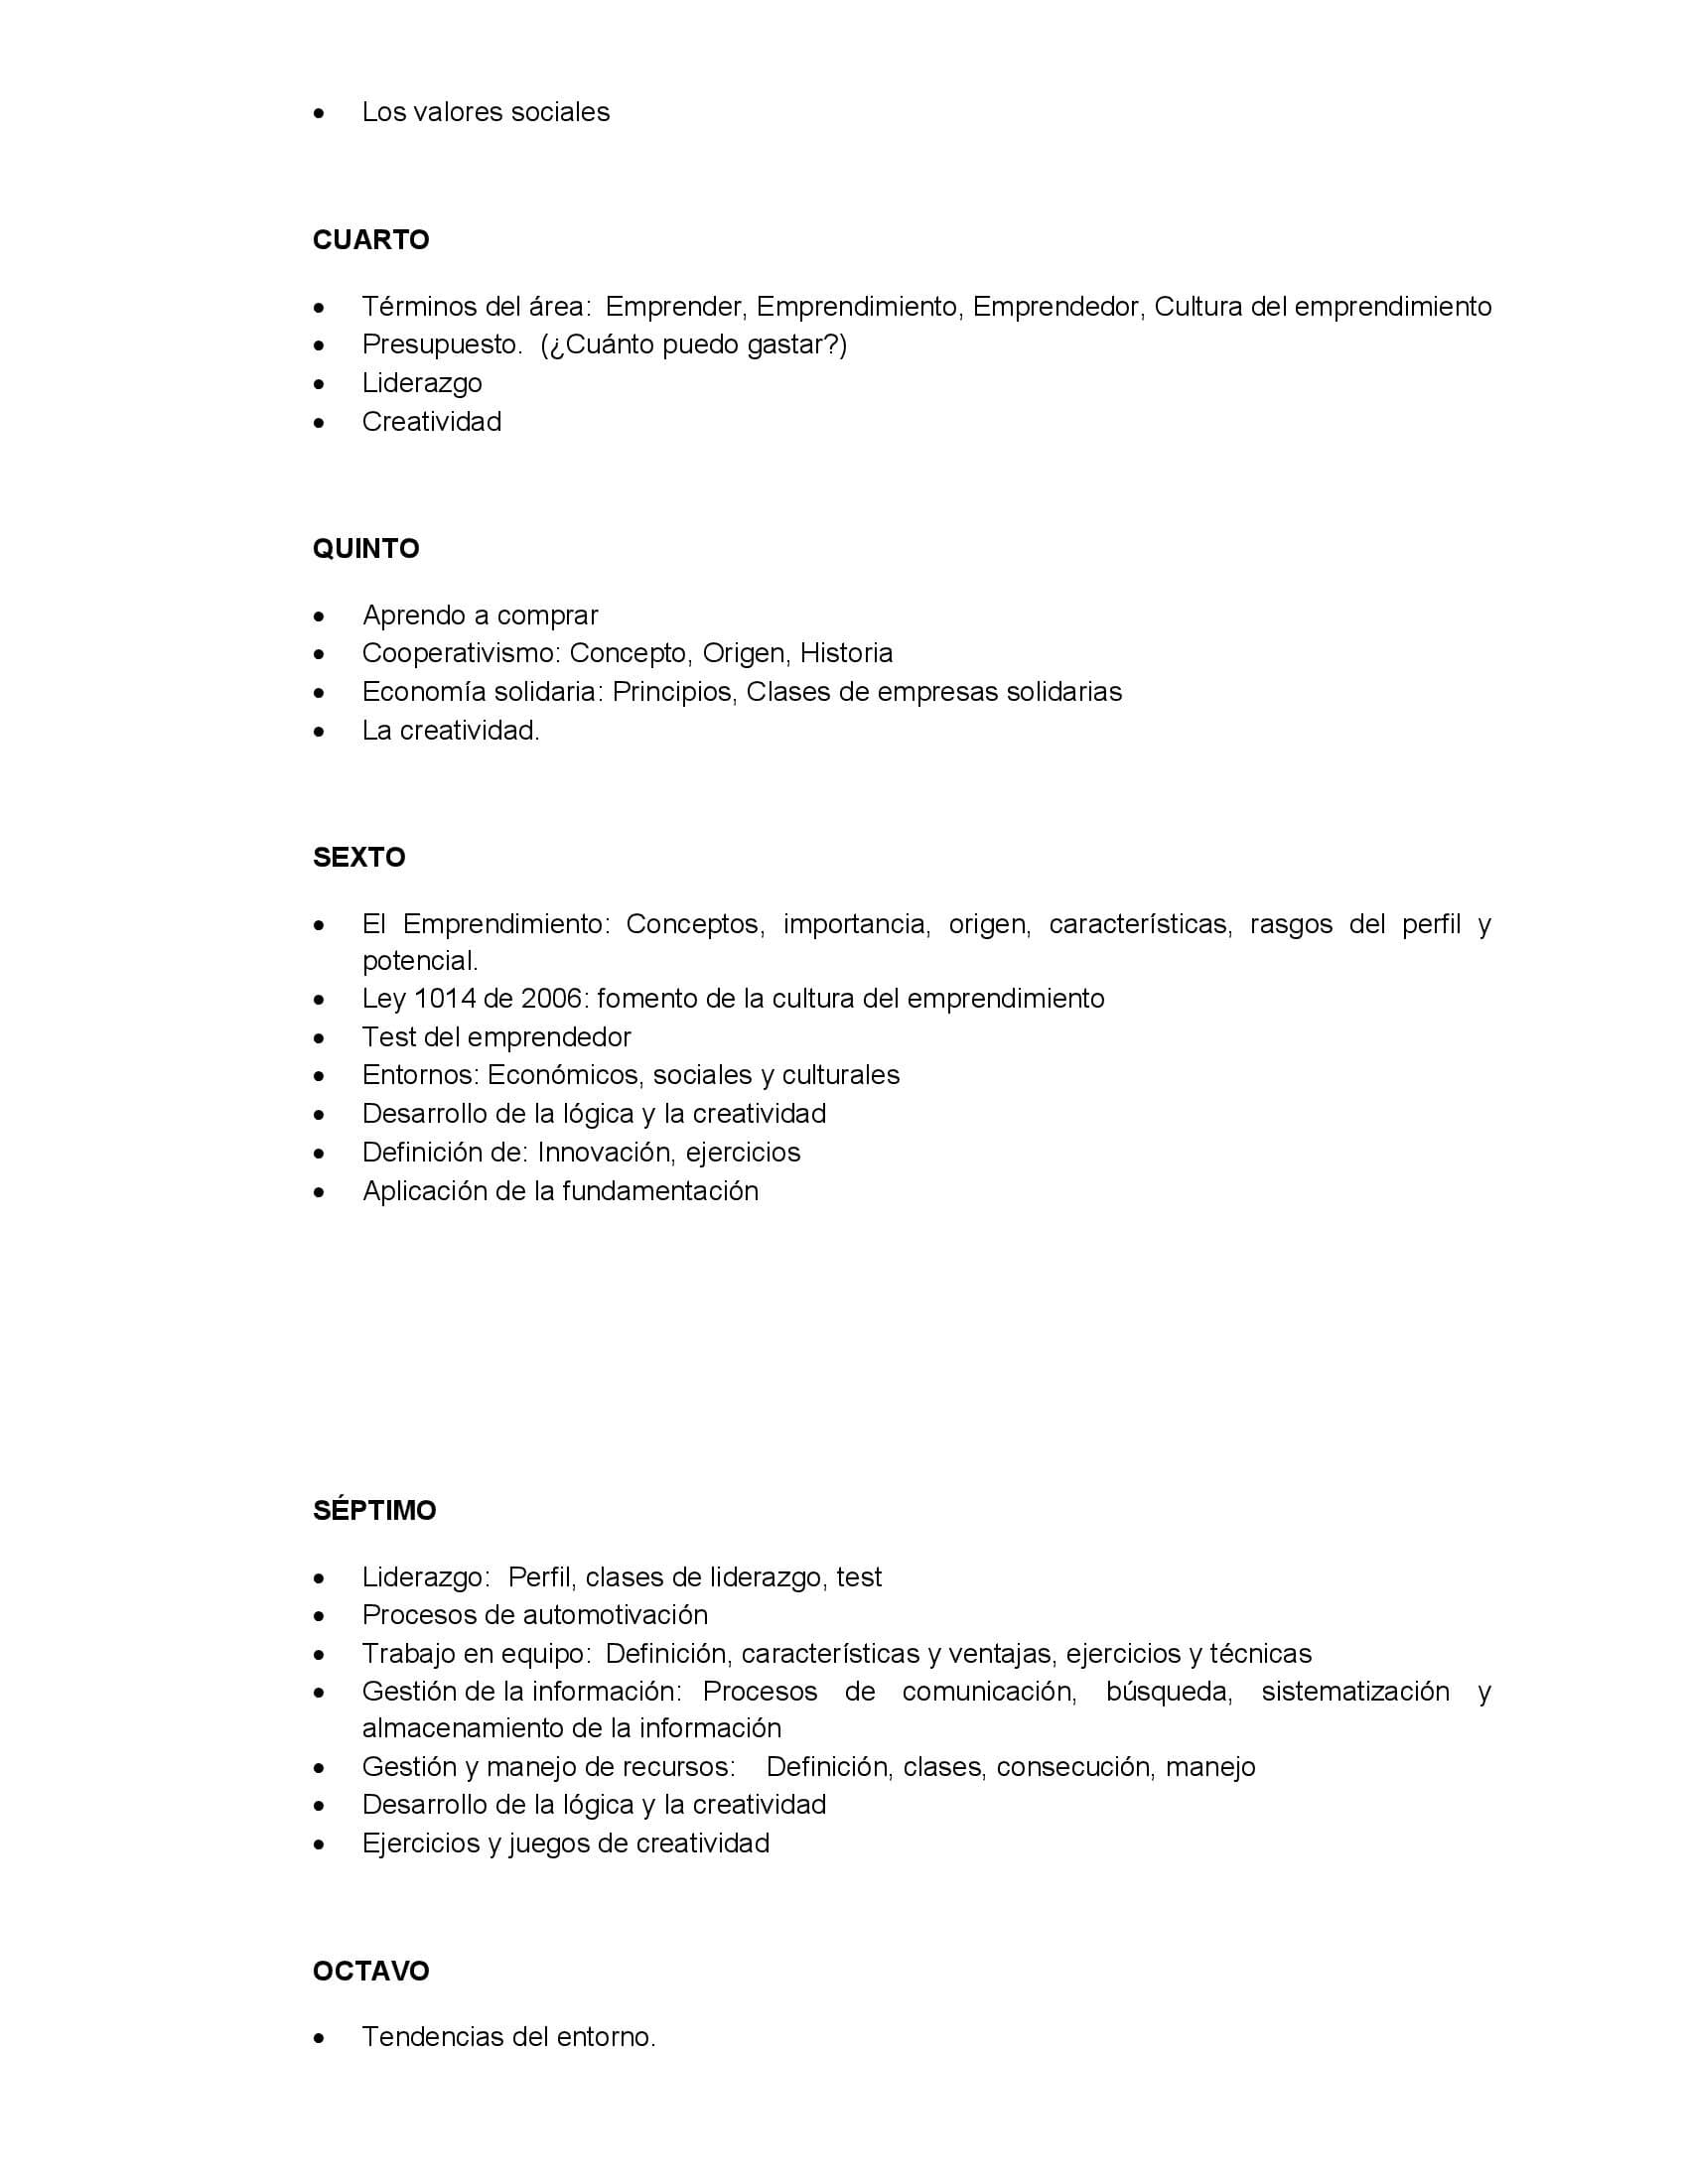 • Los valores sociales
CUARTO
• Términos del área: Emprender, Emprendimiento, Emprendedor, Cultura del emprendimiento
• Presupuesto. (¿Cuánto puedo gastar?)
• Liderazgo
• Creatividad
QUINTO
• Aprendo a comprar
• Cooperativismo: Concepto, Origen, Historia
• Economía solidaria: Principios, Clases de empresas solidarias
• La creatividad.
SEXTO
• El Emprendimiento: Conceptos, importancia, origen, características, rasgos del perfil y
potencial.
• Ley 1014 de 2006: fomento de la cultura del emprendimiento
• Test del emprendedor
• Entornos: Económicos, sociales y culturales
• Desarrollo de la lógica y la creatividad
• Definición de: Innovación, ejercicios
• Aplicación de la fundamentación
SÉPTIMO
• Liderazgo: Perfil, clases de liderazgo, test
• Procesos de automotivación
• Trabajo en equipo: Definición, características y ventajas, ejercicios y técnicas
• Gestión de la información: Procesos de comunicación, búsqueda, sistematización y
almacenamiento de la información
• Gestión y manejo de recursos: Definición, clases, consecución, manejo
• Desarrollo de la lógica y la creatividad
• Ejercicios y juegos de creatividad
OCTAVO
• Tendencias del entorno.